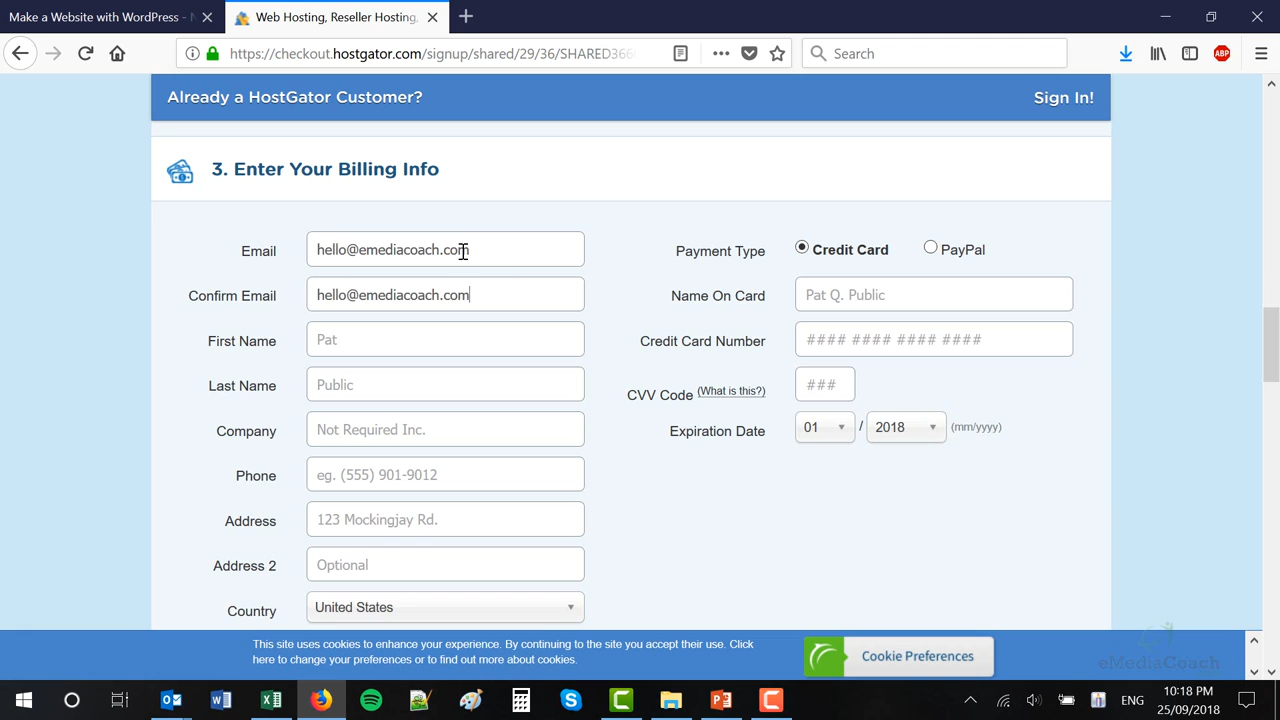 Make a Website with WordPress - N
Web Hosting, Reseller Hosting,
https://checkout.hostgator.com/signup/shared/29/36/SHARED366
Search
ABP
Already a HostGator Customer?
Sign In!
3. Enter Your Billing Info
Email
hello@emediacoach.com
Confirm Email
hello@emediacoach.com
First Name
Pat
Last Name
Public
Company
Not Required Inc.
Phone
eg. (555) 901-9012
Address
123 Mockingjay Rd.
Address 2
Optional
Country
United States
Payment Type
Credit Card
PayPal
Name On Card
Pat Q. Public
Credit Card Number
#### #### #### ####
CVV Code (What is this?)
###
Expiration Date
01 / 2018 (mm/yyyy)
This site uses cookies to enhance your experience. By continuing to the site you accept their use. Click
here to change your preferences or to find out more about cookies.
Cookie Preferences
eMediaCoach
ENG
10:18 PM
25/09/2018